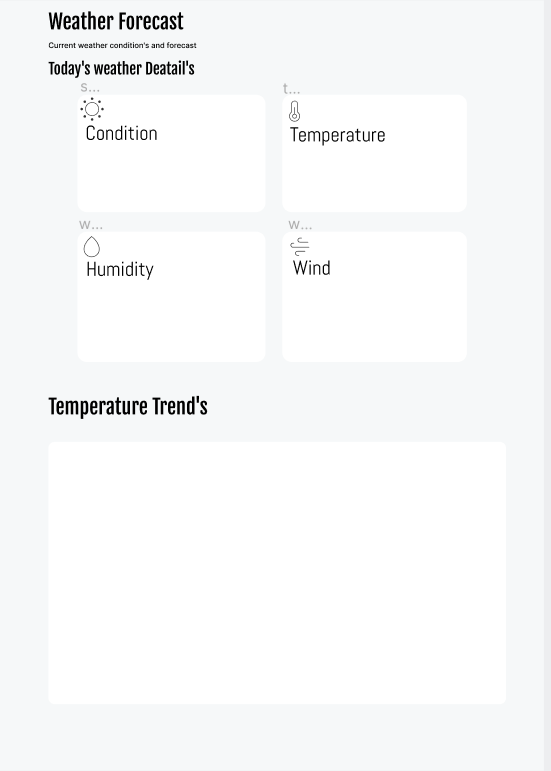 Weather Forecast
Current weather condition's and forecast
Today's weather Deatail's
s...
t...
Condition
Temperature
w...
w...
Humidity
Wind
Temperature Trend's